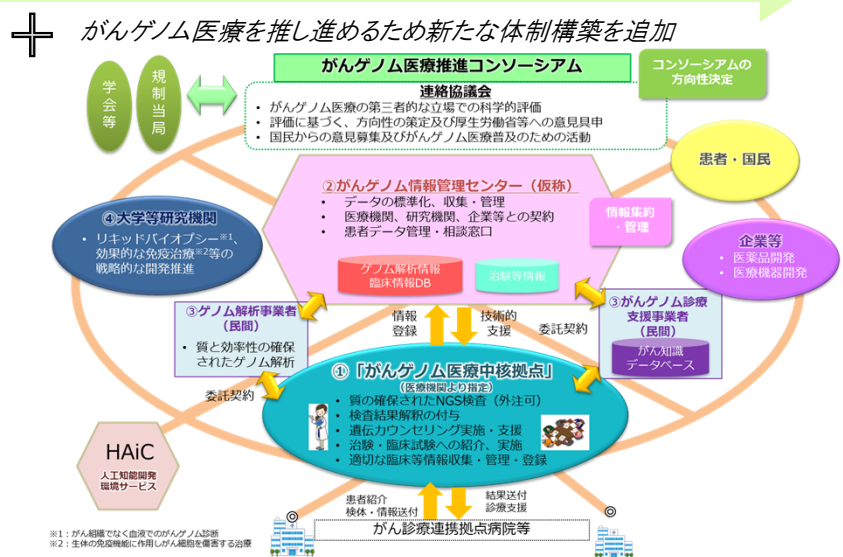 がんゲノム医療を推し進めるため新たな体制構築を追加
がんゲノム医療推進コンソーシアム
コンソーシアムの
方向性決定
学会等
規制当局
連絡協議会
• がんゲノム医療の第三者的な立場での科学的評価
• 評価に基づく、方向性の策定及び厚生労働省等への意見具申
• 国民からの意見募集及びがんゲノム医療普及のための活動
患者・国民
②がんゲノム情報管理センター（仮称）
• データの標準化、収集・管理
• 医療機関、研究機関、企業等との契約
• 患者データ管理・相談窓口
情報集約
・管理
④大学等研究機関
• リキッドバイオプシー※1、
効果的な免疫治療※2等の
戦略的な開発推進
企業等
• 医薬品開発
• 医療機器開発
ゲノム解析情報
臨床情報DB
治験等情報
③ゲノム解析事業者
（民間）
• 質と効率性の確保
されたゲノム解析
情報
登録
技術的
支援
委託契約
③がんゲノム診療
支援事業者
（民間）
がん知識
データベース
委託契約
①「がんゲノム医療中核拠点」
（医療機関より指定）
• 質の確保されたNGS検査（外注可）
• 検査結果解釈の付与
• 遺伝カウンセリング実施・支援
• 治験・臨床試験への紹介、実施
• 適切な臨床等情報収集・管理・登録
HAiC
人工知能開発
環境サービス
患者紹介
検体・情報送付
結果送付
診療支援
がん診療連携拠点病院等
※1：がん組織でなく血液でのがんゲノム診断
※2：生体の免疫機能に作用しがん細胞を傷害する治療